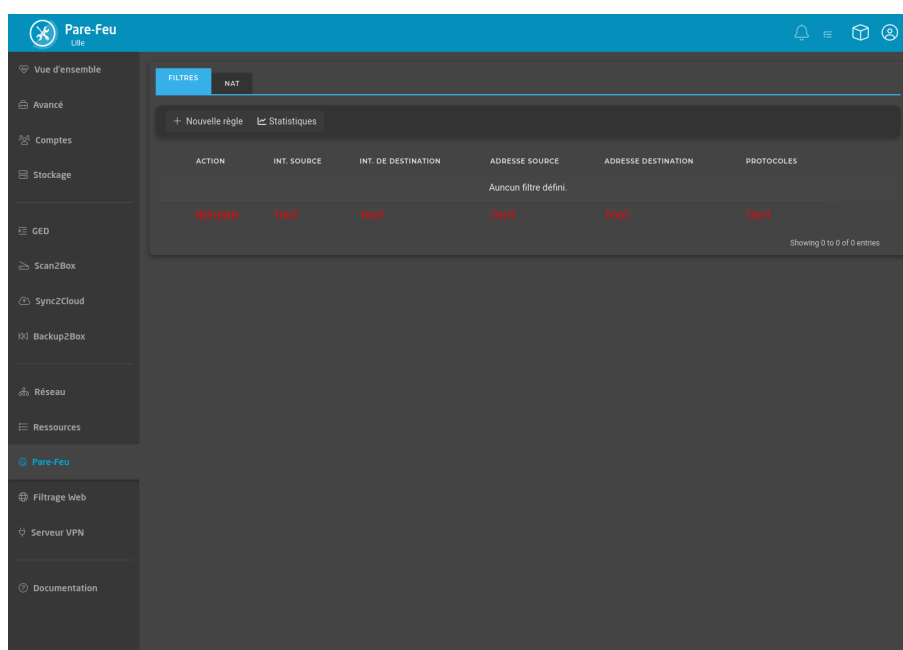 Pare-Feu
Lille
Vue d'ensemble
Avancé
Comptes
Stockage
GED
Scan2Box
Sync2Cloud
Backup2Box
Réseau
Ressources
Pare-Feu
Filtrage Web
Serveur VPN
Documentation
FILTRES NAT
+ Nouvelle règle Statistiques
ACTION INT. SOURCE INT. DE DESTINATION ADRESSE SOURCE ADRESSE DESTINATION PROTOCOLES
Aucun filtre défini.
REFUSER TOUT TOUT TOUT TOUT TOUT
Showing 0 to 0 of 0 entries